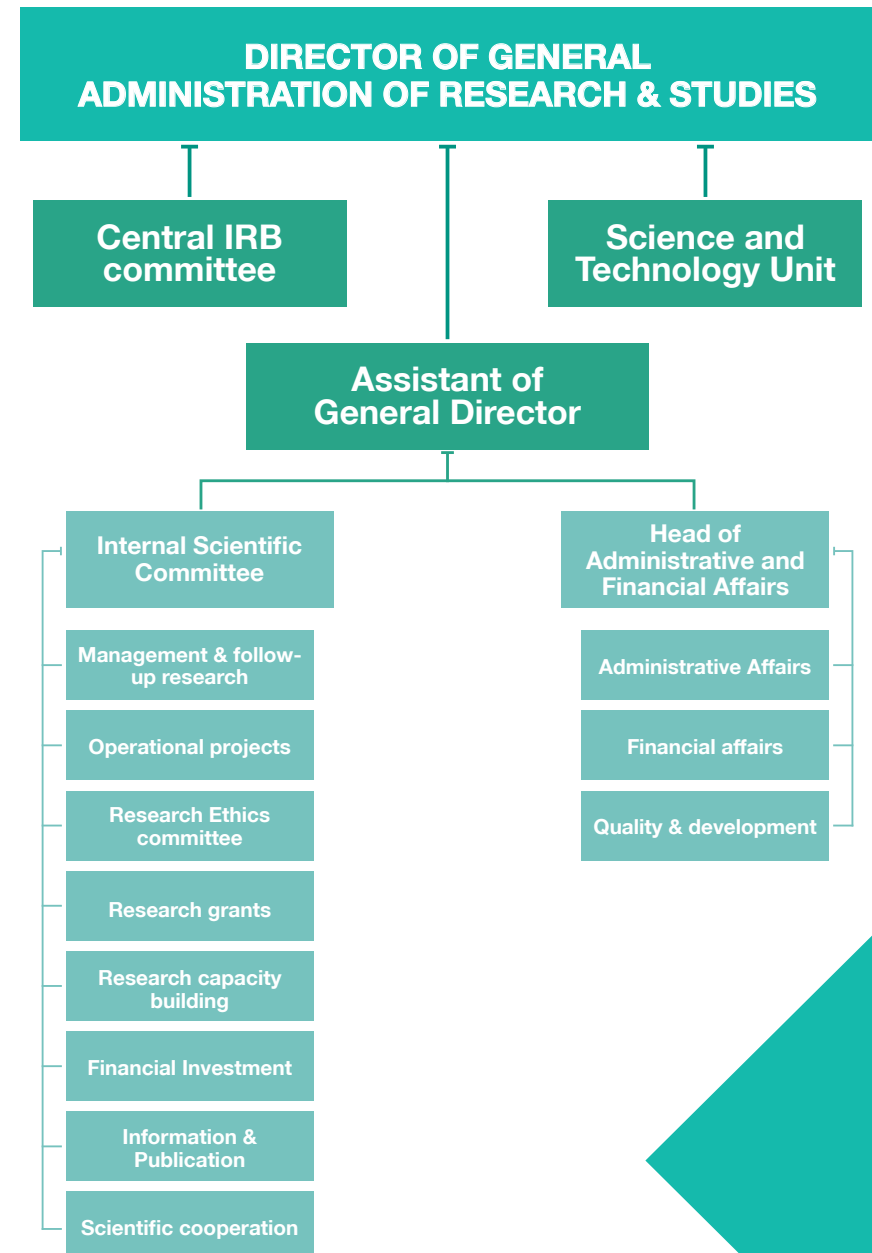 DIRECTOR OF GENERAL
ADMINISTRATION OF RESEARCH & STUDIES
Central IRB
committee
Science and
Technology Unit
Assistant of
General Director
Internal Scientific
Committee
Management & follow-
up research
Operational projects
Research Ethics
committee
Research grants
Research capacity
building
Financial Investment
Information &
Publication
Scientific cooperation
Head of
Administrative and
Financial Affairs
Administrative Affairs
Financial affairs
Quality & development